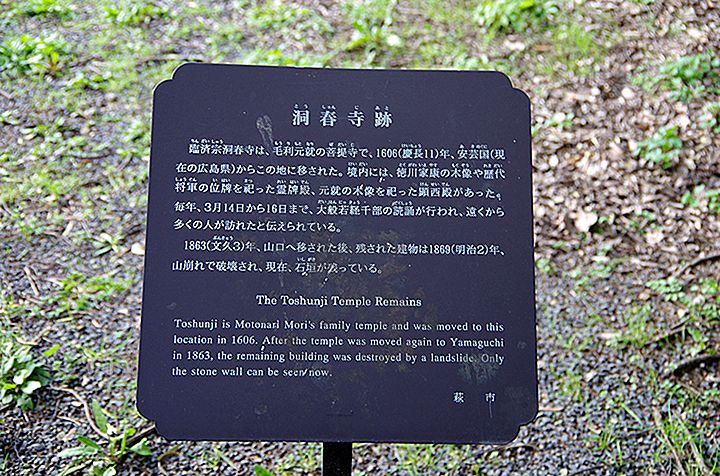 洞春寺跡
臨済宗洞春寺は、毛利元就の菩提寺で、1606(慶長11)年、安芸国(現
在の広島県)からこの地に移された。境内には、徳川家康の木像や歴代
将軍の位牌を祀った霊牌殿、元就の木像を祀った顕西殿があった。
毎年、3月14日から16日まで、大般若経千部の読誦が行われ、遠くから
多くの人が訪れたと伝えられている。
1863(文久3)年、山口へ移された後、残された建物は1869(明治2)年、
山崩れで破壊され、現在、石垣が残っている。
The Toshunji Temple Remains
Toshunji is Motonari Mori's family temple and was moved to this
location in 1606. After the temple was moved again to Yamaguchi
in 1863, the remaining building was destroyed by a landslide. Only
the stone wall can be seen now.
萩 市